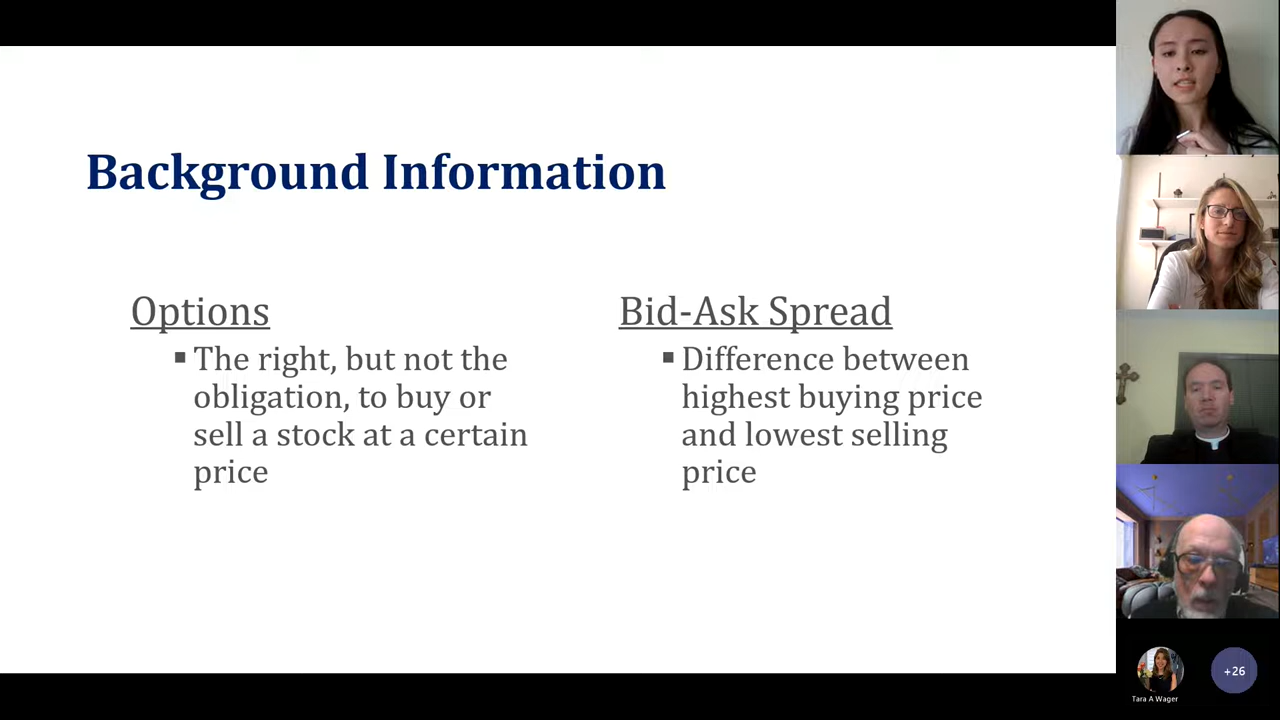 Background Information
Options
▪ The right, but not the
obligation, to buy or
sell a stock at a certain
price
Bid-Ask Spread
▪ Difference between
highest buying price
and lowest selling
price
Tara A Wager
+26